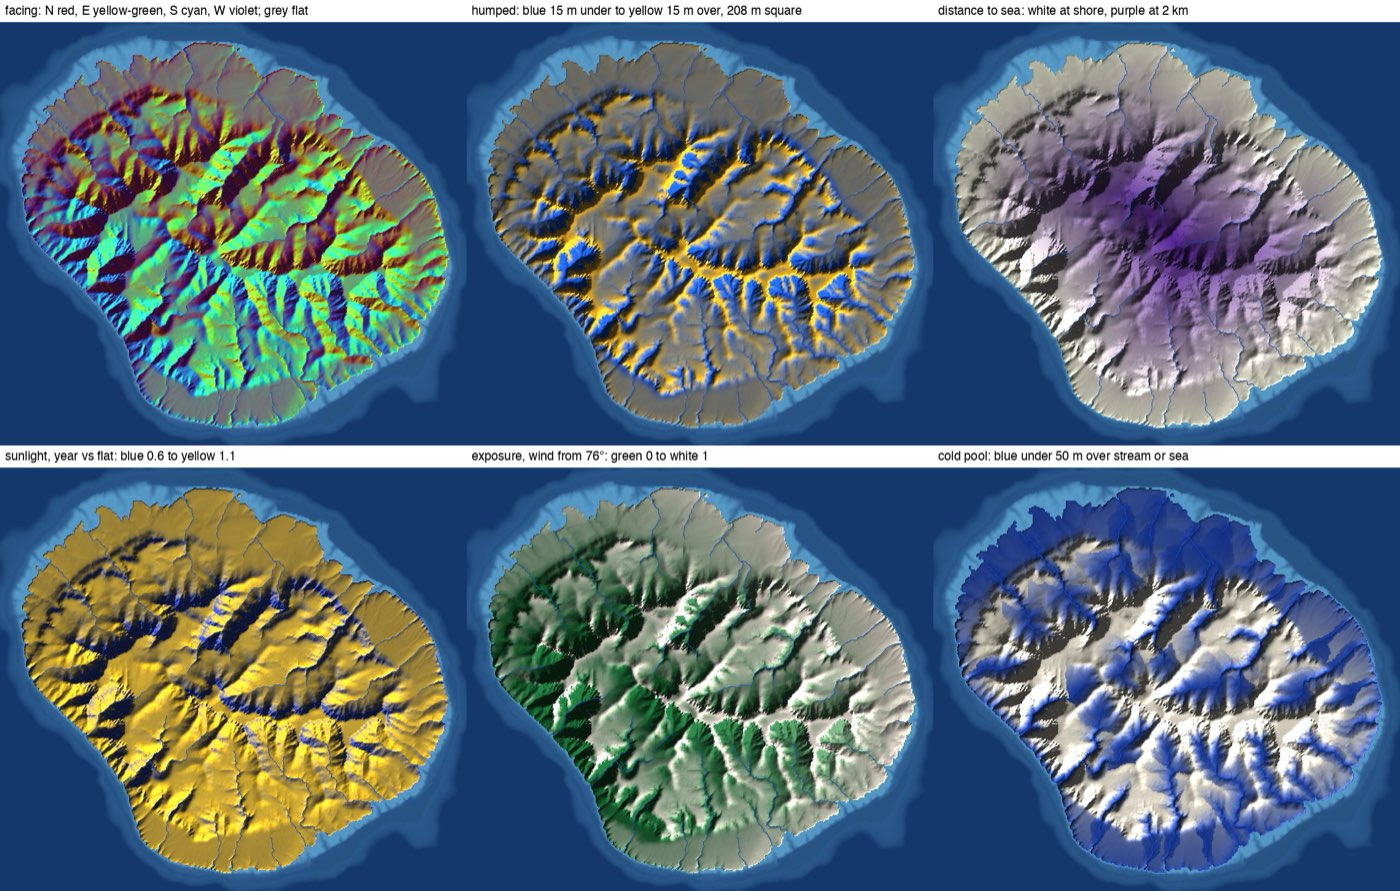 facing: N red, E yellow-green, S cyan, W violet; grey flat
humped: blue 15 m under to yellow 15 m over, 208 m square
distance to sea: white at shore, purple at 2 km
sunlight, year vs flat: blue 0.6 to yellow 1.1
exposure, wind from 76°: green 0 to white 1
cold pool: blue under 50 m over stream or sea